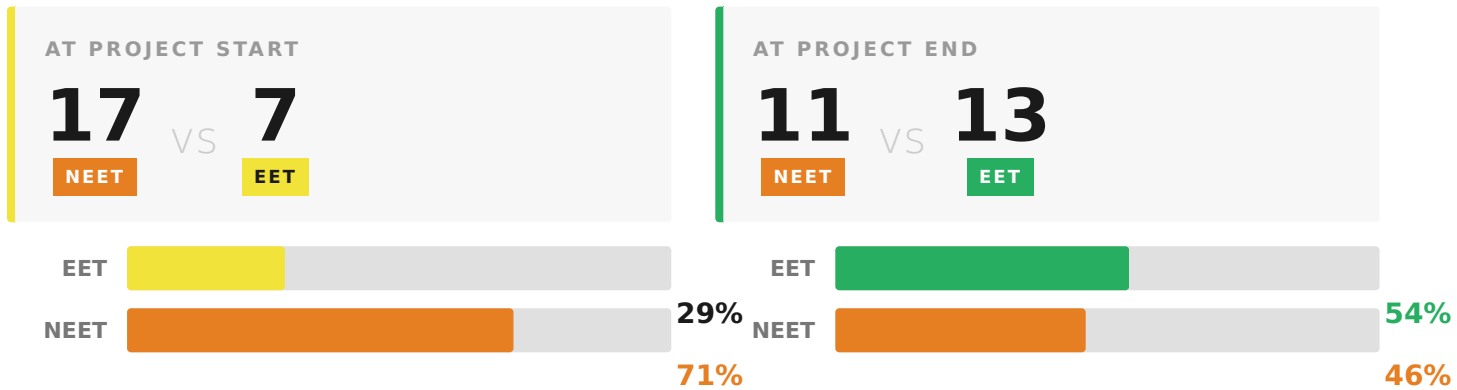 AT PROJECT START
17 VS 7
NEET EET
EET
29%
NEET
71%
AT PROJECT END
11 VS 13
NEET EET
EET
54%
NEET
46%